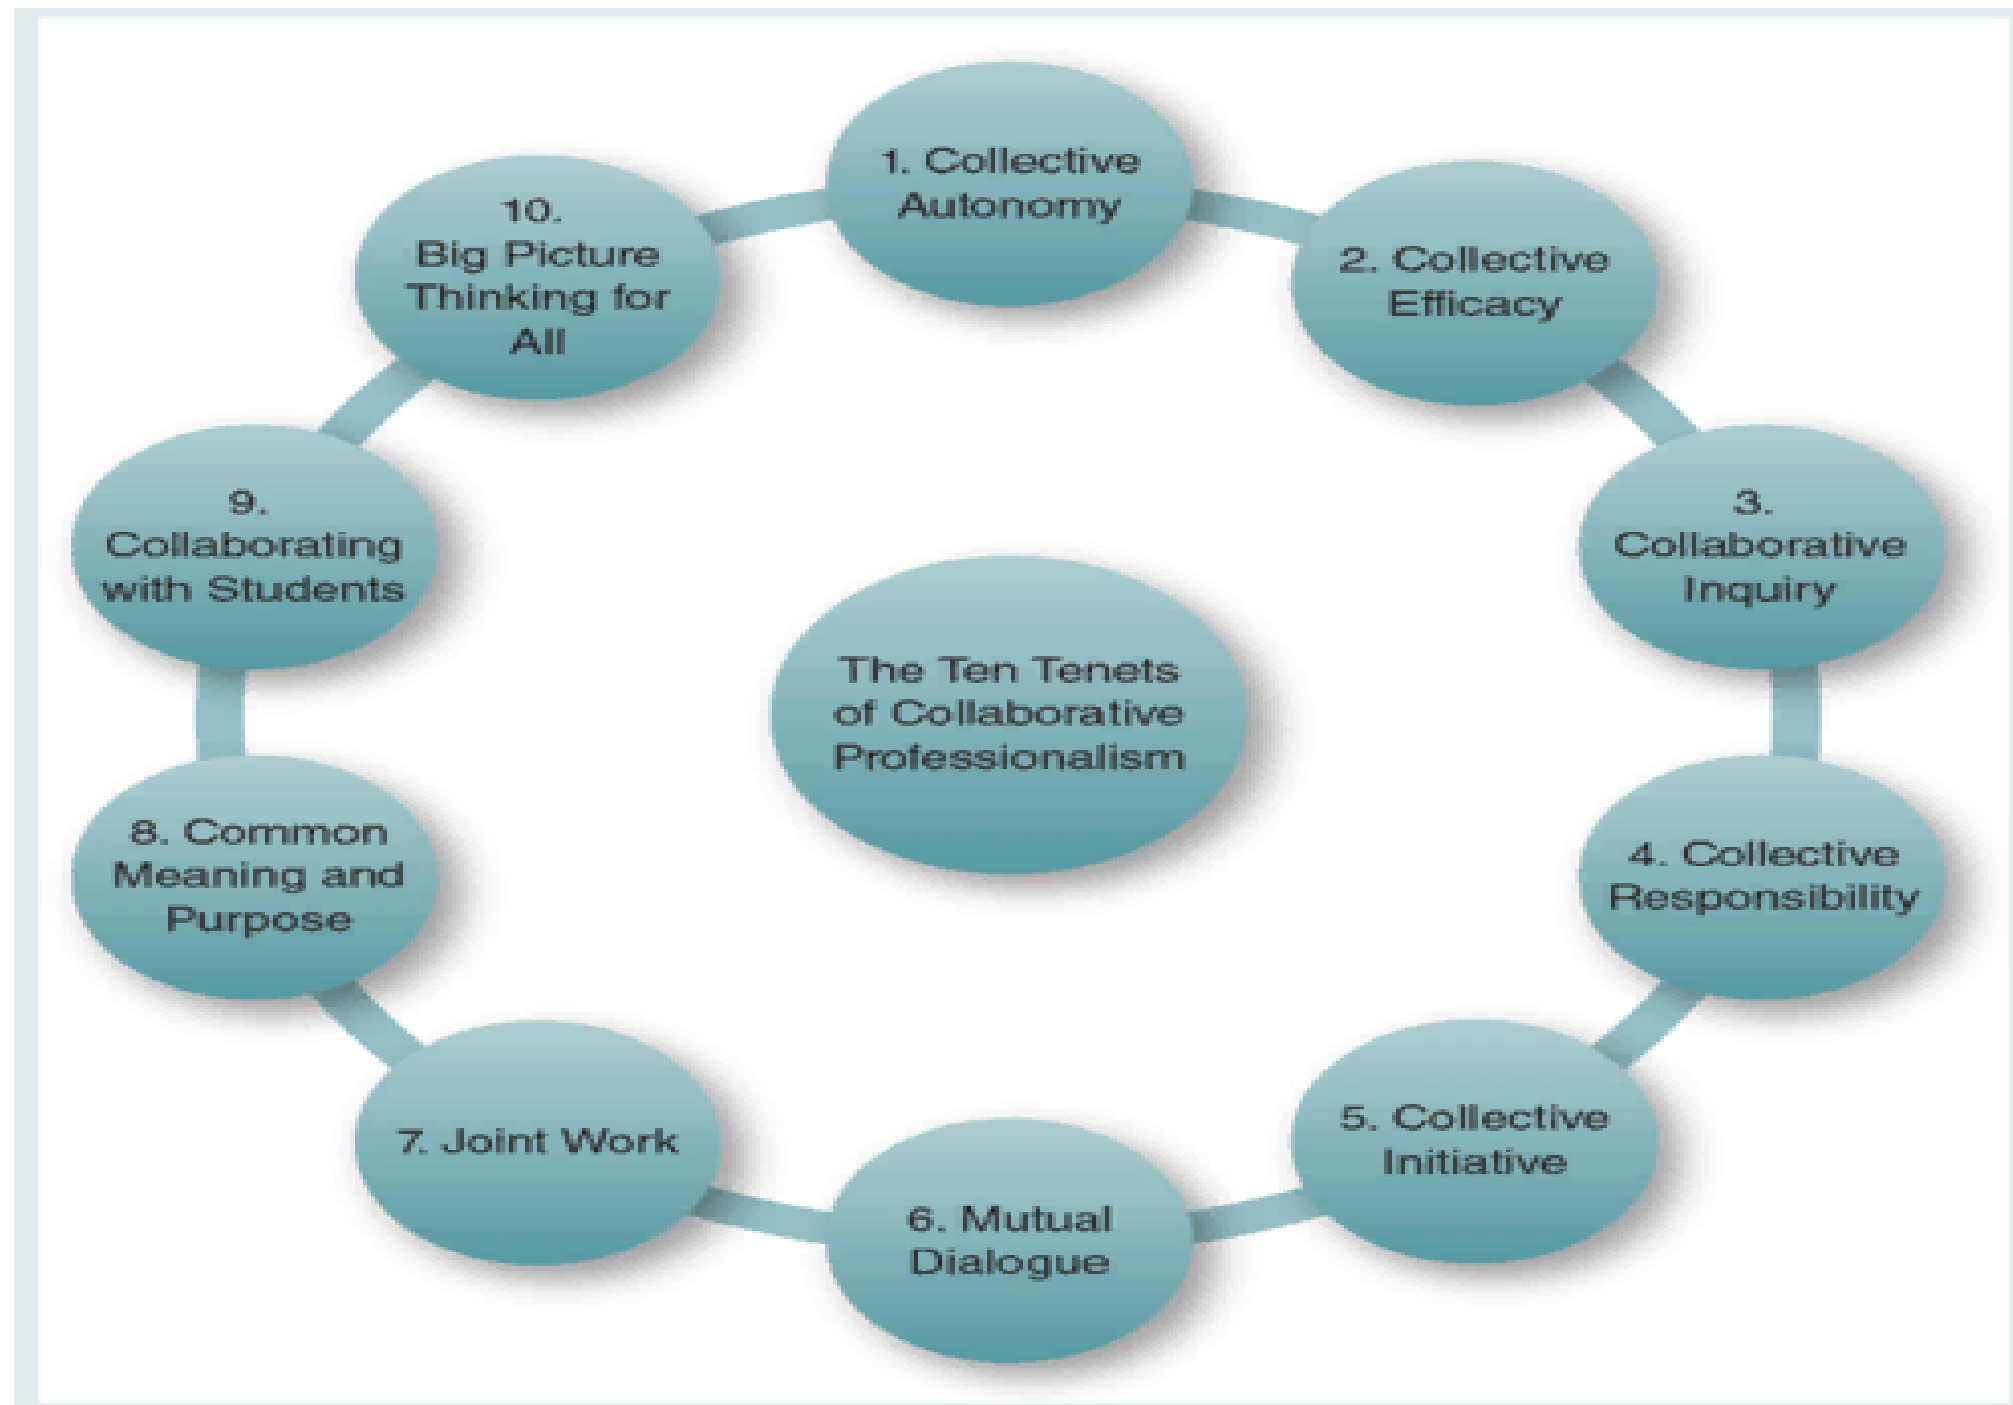 1. Collective
Autonomy
2. Collective
Efficacy
3.
Collaborative
Inquiry
4. Collective
Responsibility
5. Collective
Initiative
6. Mutual
Dialogue
7. Joint Work
8. Common
Meaning and
Purpose
9.
Collaborating
with Students
10.
Big Picture
Thinking for
All
The Ten Tenets
of Collaborative
Professionalism